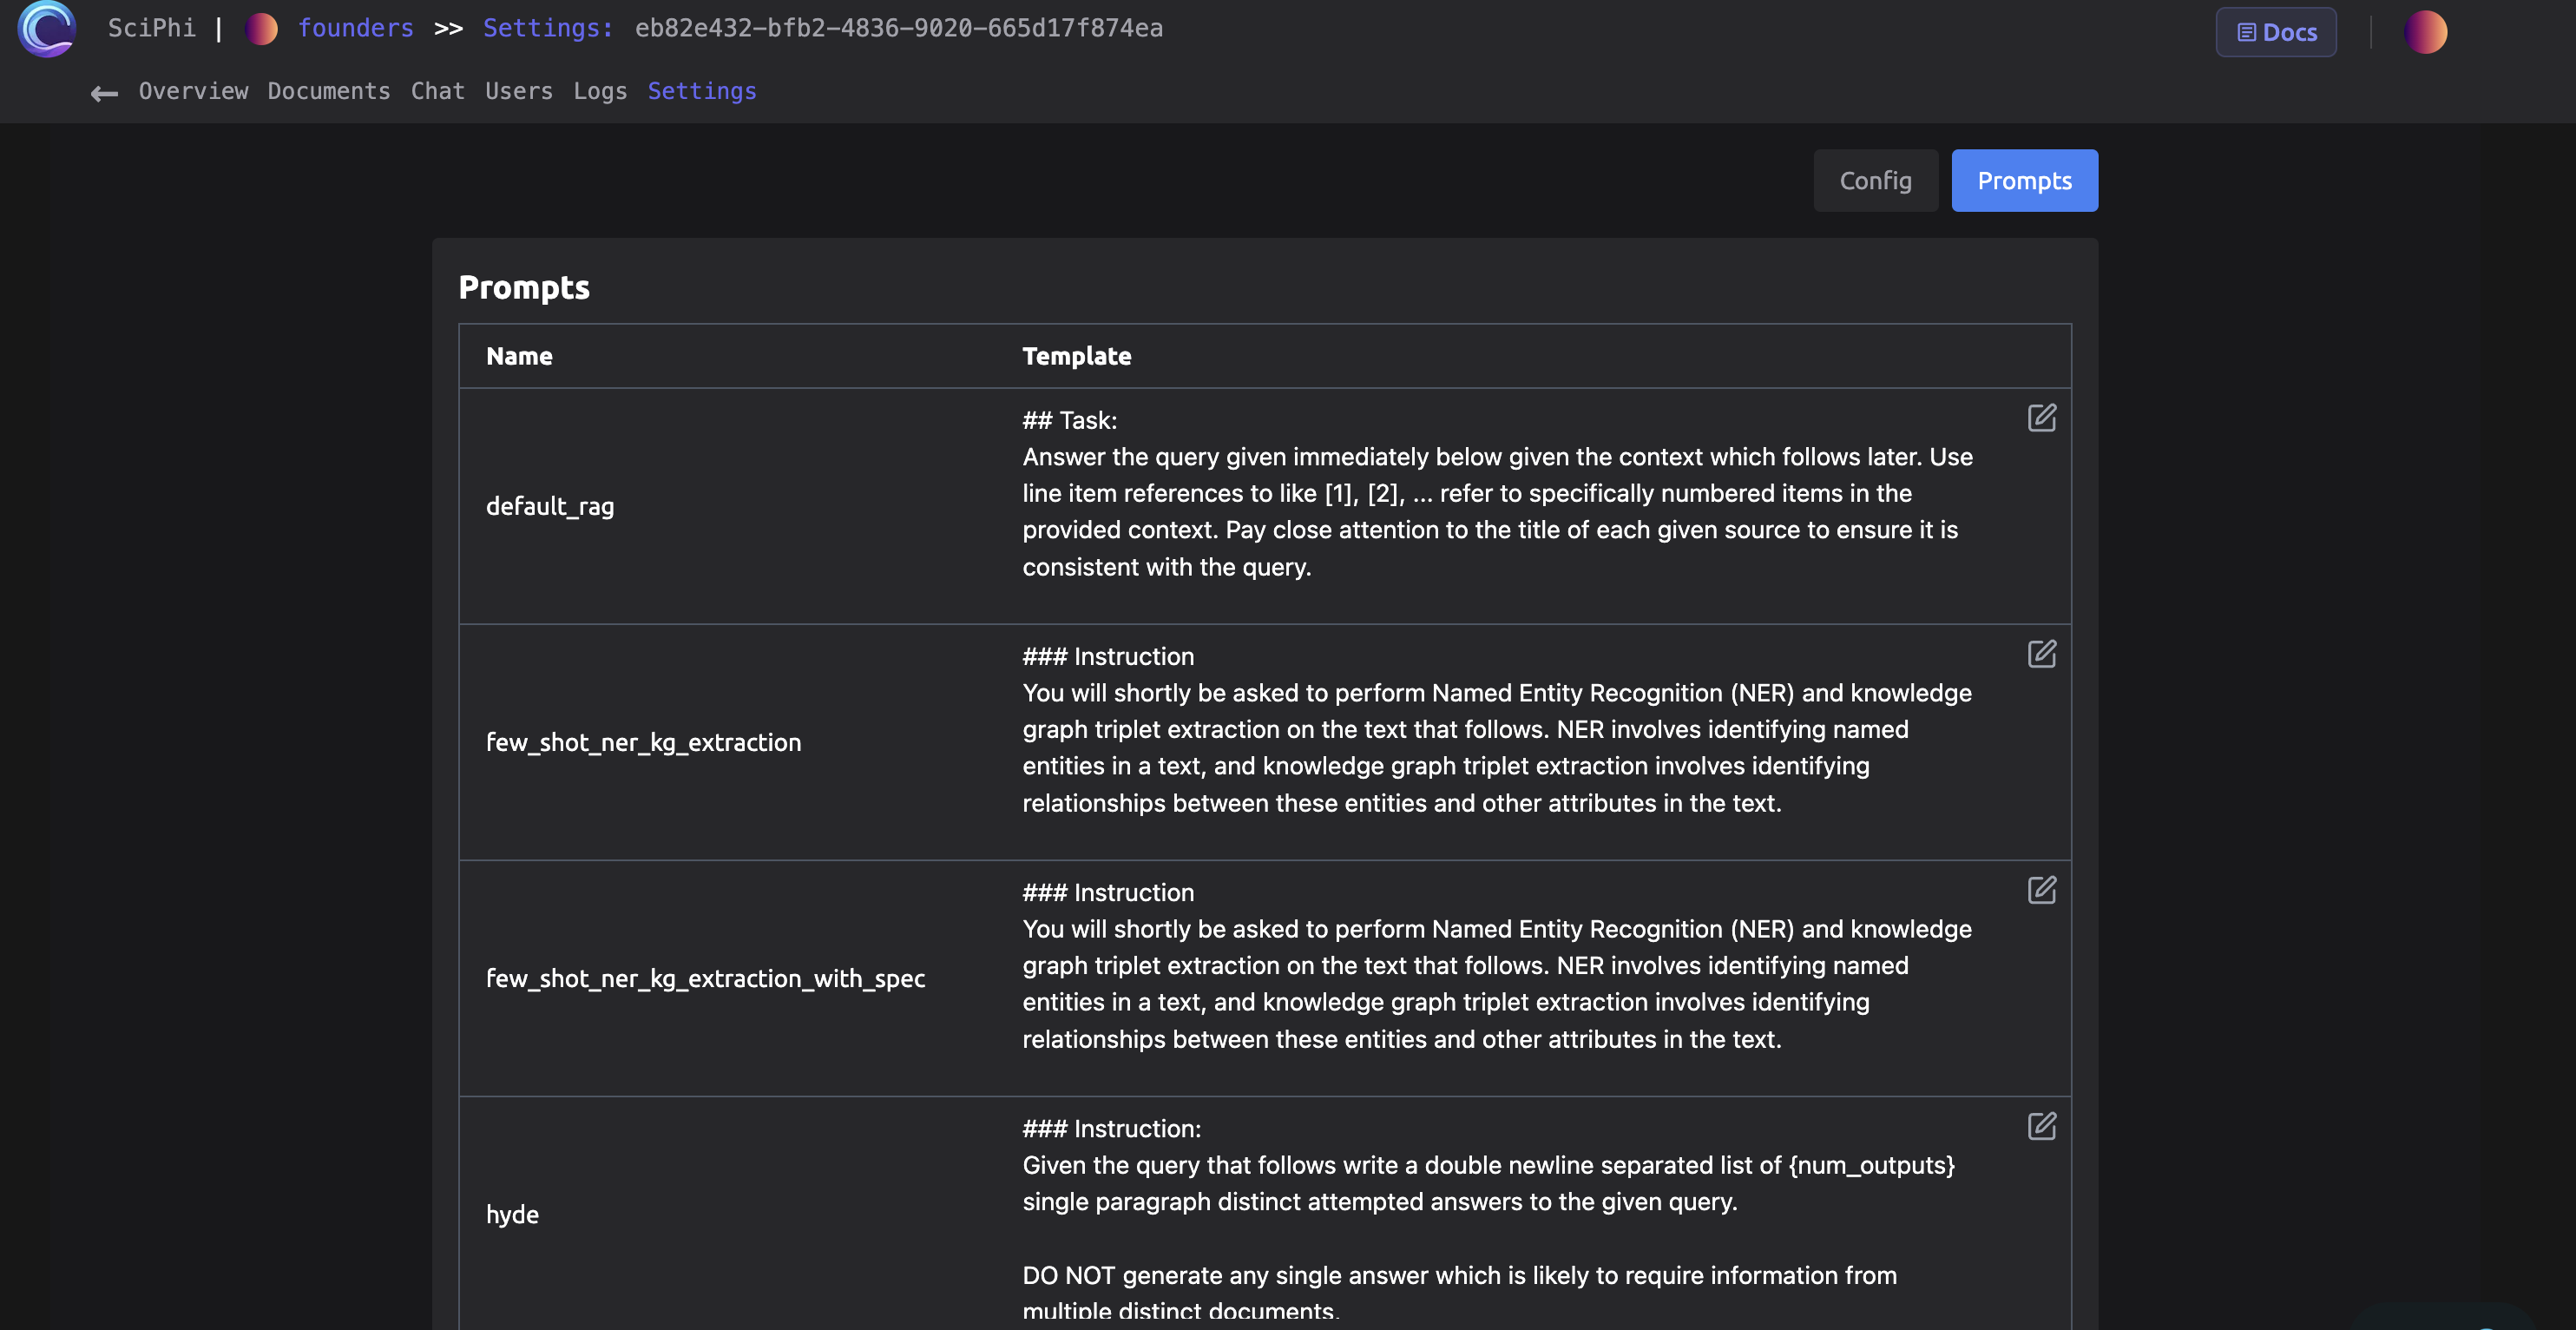 SciPhi | founders >> Settings: eb82e432-bfb2-4836-9020-665d17f874ea
Docs
Overview Documents Chat Users Logs Settings
Config Prompts
Prompts
Name Template
default_rag
## Task:
Answer the query given immediately below given the context which follows later. Use
line item references to like [1], [2], ... refer to specifically numbered items in the
provided context. Pay close attention to the title of each given source to ensure it is
consistent with the query.
few_shot_ner_kg_extraction
### Instruction
You will shortly be asked to perform Named Entity Recognition (NER) and knowledge
graph triplet extraction on the text that follows. NER involves identifying named
entities in a text, and knowledge graph triplet extraction involves identifying
relationships between these entities and other attributes in the text.
few_shot_ner_kg_extraction_with_spec
### Instruction
You will shortly be asked to perform Named Entity Recognition (NER) and knowledge
graph triplet extraction on the text that follows. NER involves identifying named
entities in a text, and knowledge graph triplet extraction involves identifying
relationships between these entities and other attributes in the text.
hyde
### Instruction:
Given the query that follows write a double newline separated list of {num_outputs}
single paragraph distinct attempted answers to the given query.
DO NOT generate any single answer which is likely to require information from
multiple distinct documents.